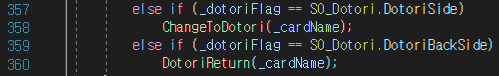 357 else if (_dotoriFlag == SO_Dotori.DotoriSide)
358 ChangeToDotori(_cardName);
359 else if (_dotoriFlag == SO_Dotori.DotoriBackSide)
360 DotoriReturn(_cardName);